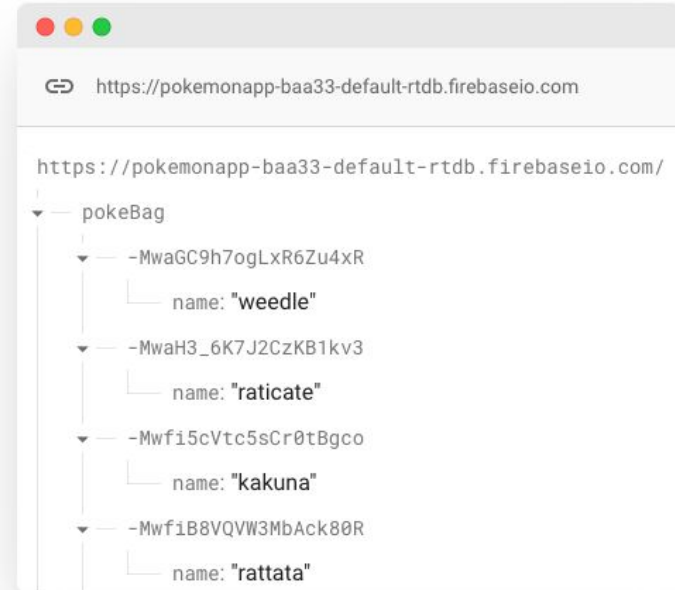 https://pokemonapp-baa33-default-rtdb.firebaseio.com
https://pokemonapp-baa33-default-rtdb.firebaseio.com/
pokeBag
-MwaGC9h7ogLxR6Zu4xR
name: "weedle"
-MwaH3_6K7J2CzKB1kv3
name: "raticate"
-Mwfi5cVtc5sCr0tBgco
name: "kakuna"
-MwfiB8VQVW3MbAck80R
name: "rattata"